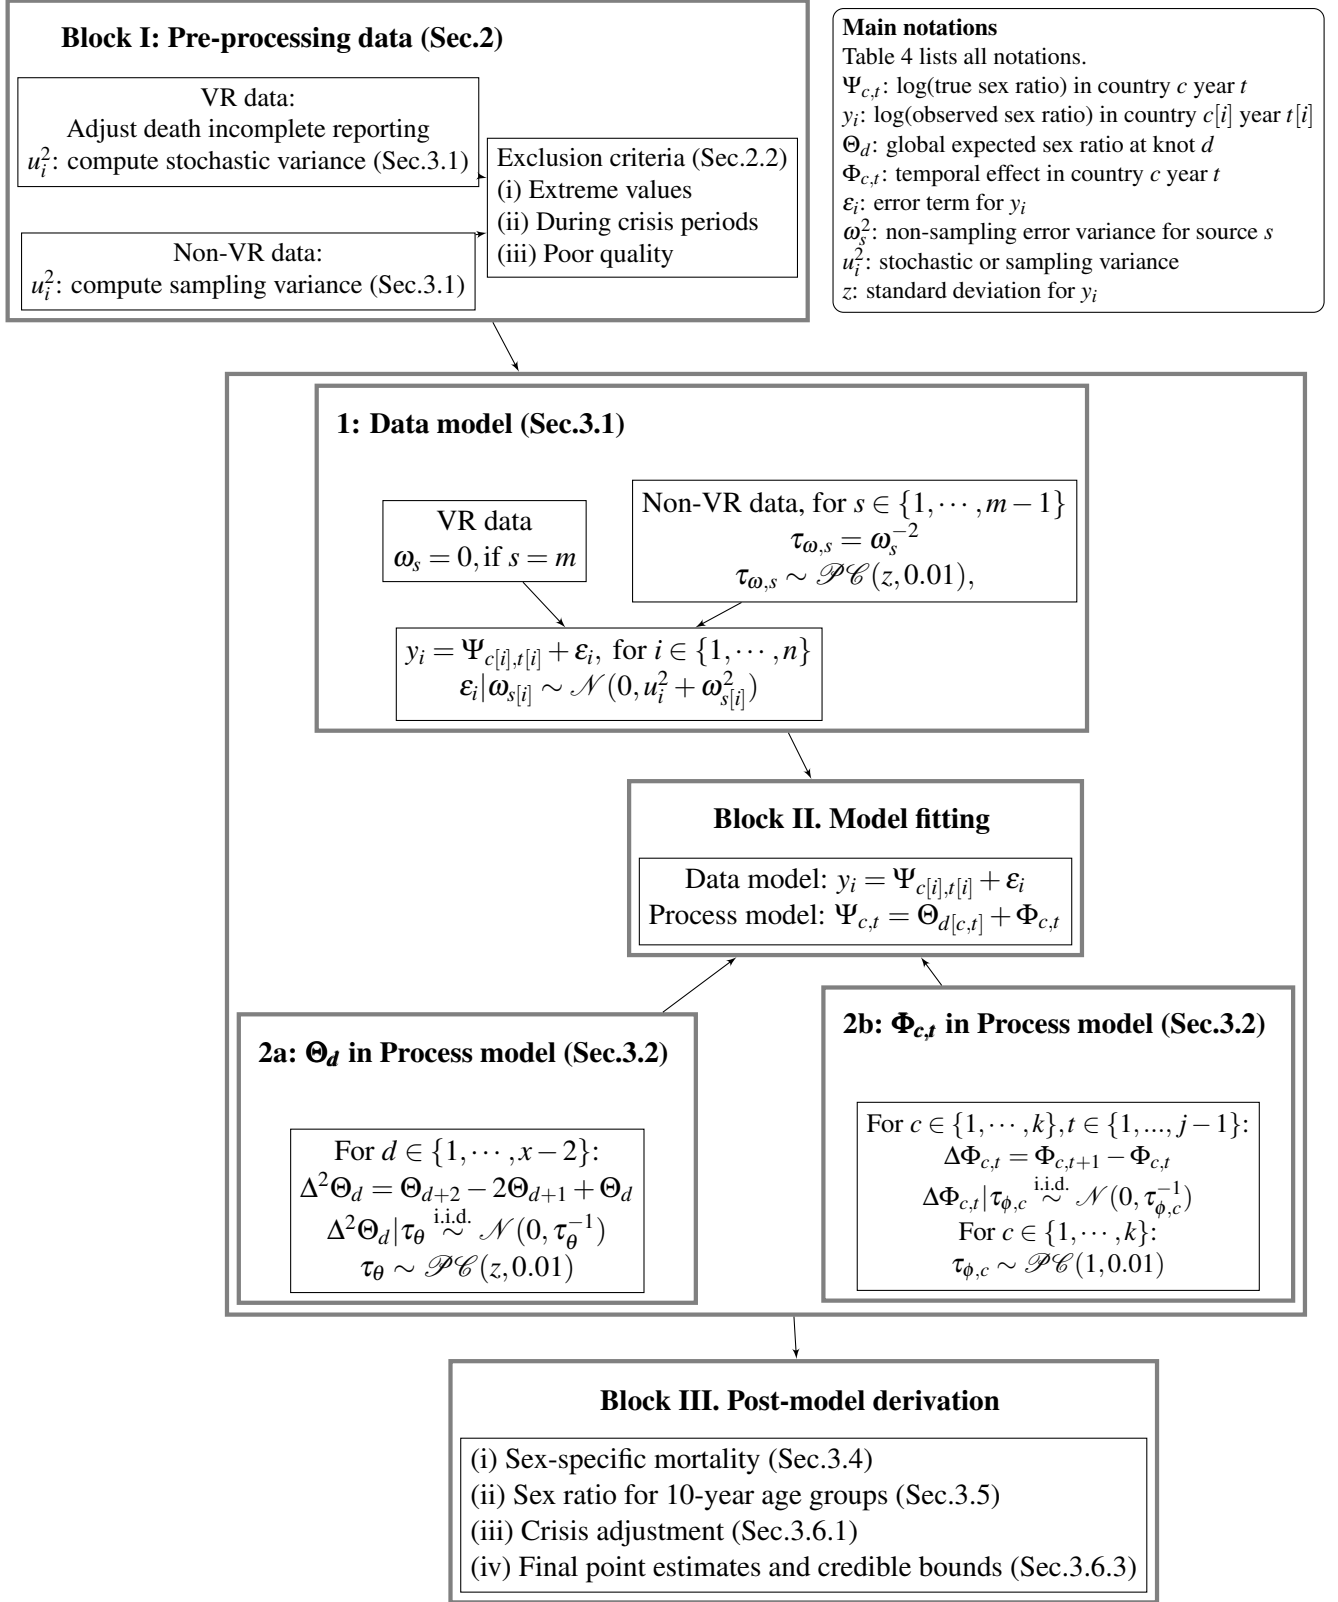 Block I: Pre-processing data (Sec.2)
VR data:
Adjust death incomplete reporting
u_i^2: compute stochastic variance (Sec.3.1)
Non-VR data:
u_i^2: compute sampling variance (Sec.3.1)
Exclusion criteria (Sec.2.2)
(i) Extreme values
(ii) During crisis periods
(iii) Poor quality
Main notations
Table 4 lists all notations.
Ψ_{c,t}: log(true sex ratio) in country c year t
y_i: log(observed sex ratio) in country c[i] year t[i]
Θ_d: global expected sex ratio at knot d
Φ_{c,t}: temporal effect in country c year t
ε_i: error term for y_i
ω_s^2: non-sampling error variance for source s
u_i^2: stochastic or sampling variance
z: standard deviation for y_i
1: Data model (Sec.3.1)
VR data
ω_s = 0, if s = m
Non-VR data, for s ∈ {1, ⋯, m − 1}
τ_{ω,s} = ω_s^{−2}
τ_{ω,s} ∼ 𝒫𝒞(z, 0.01),
y_i = Ψ_{c[i],t[i]} + ε_i, for i ∈ {1, ⋯, n}
ε_i|ω_{s[i]} ∼ 𝒩(0, u_i^2 + ω_{s[i]}^2)
Block II. Model fitting
Data model: y_i = Ψ_{c[i],t[i]} + ε_i
Process model: Ψ_{c,t} = Θ_{d[c,t]} + Φ_{c,t}
2a: Θ_d in Process model (Sec.3.2)
For d ∈ {1, ⋯, x − 2}:
Δ^2Θ_d = Θ_{d+2} − 2Θ_{d+1} + Θ_d
Δ^2Θ_d|τ_θ i.i.d. ∼ 𝒩(0, τ_θ^{−1})
τ_θ ∼ 𝒫𝒞(z, 0.01)
2b: Φ_{c,t} in Process model (Sec.3.2)
For c ∈ {1, ⋯, k}, t ∈ {1, ..., j − 1}:
ΔΦ_{c,t} = Φ_{c,t+1} − Φ_{c,t}
ΔΦ_{c,t}|τ_{ϕ,c} i.i.d. ∼ 𝒩(0, τ_{ϕ,c}^{−1})
For c ∈ {1, ⋯, k}:
τ_{ϕ,c} ∼ 𝒫𝒞(1, 0.01)
Block III. Post-model derivation
(i) Sex-specific mortality (Sec.3.4)
(ii) Sex ratio for 10-year age groups (Sec.3.5)
(iii) Crisis adjustment (Sec.3.6.1)
(iv) Final point estimates and credible bounds (Sec.3.6.3)